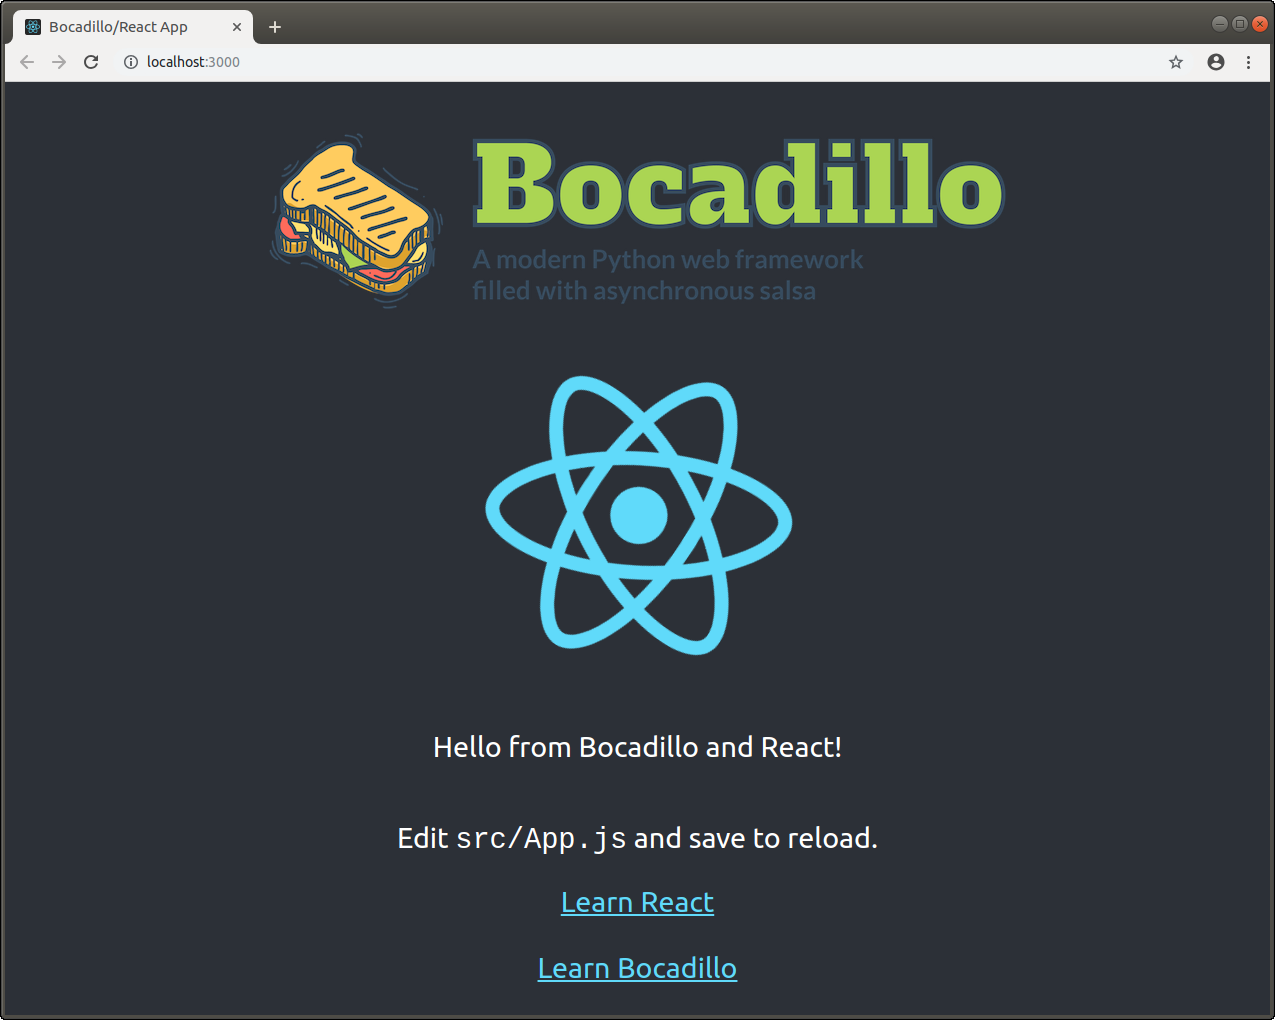 Bocadillo/React App
localhost:3000
Bocadillo
A modern Python web framework
filled with asynchronous salsa
Hello from Bocadillo and React!
Edit src/App.js and save to reload.
Learn React
Learn Bocadillo